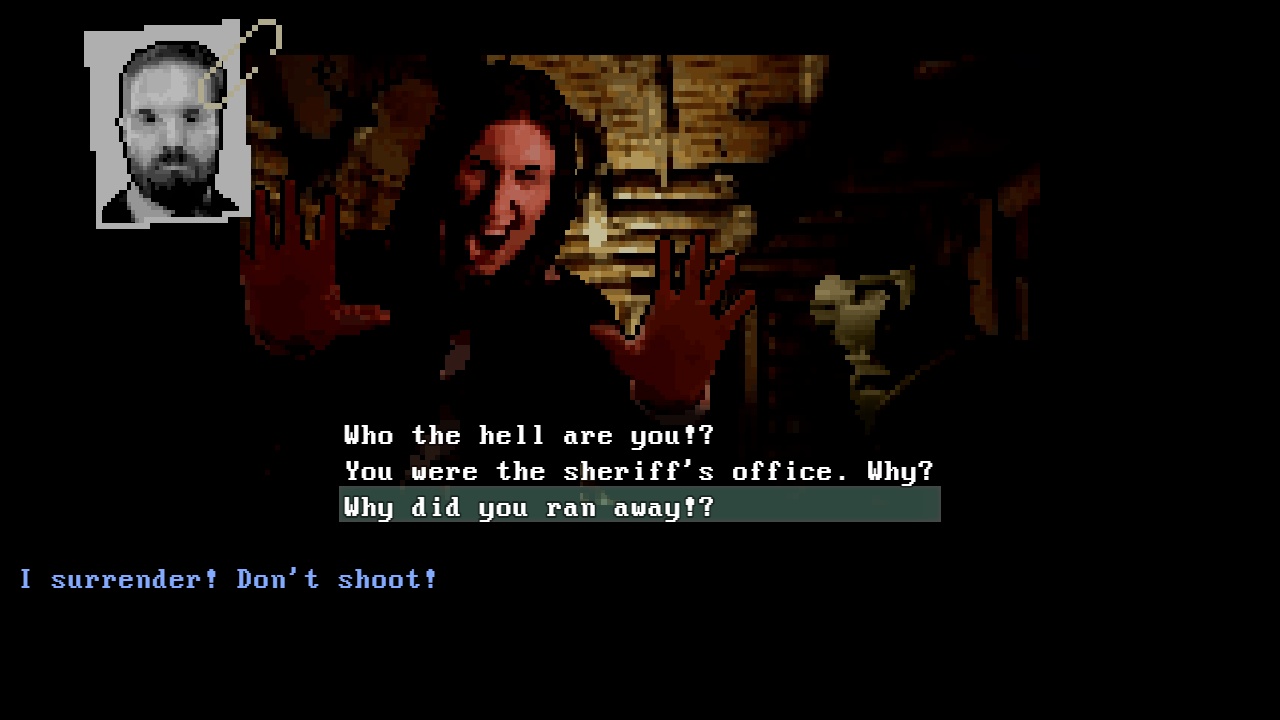 Who the hell are you!?
You were the sheriff's office. Why?
Why did you ran away!?
I surrender! Don't shoot!